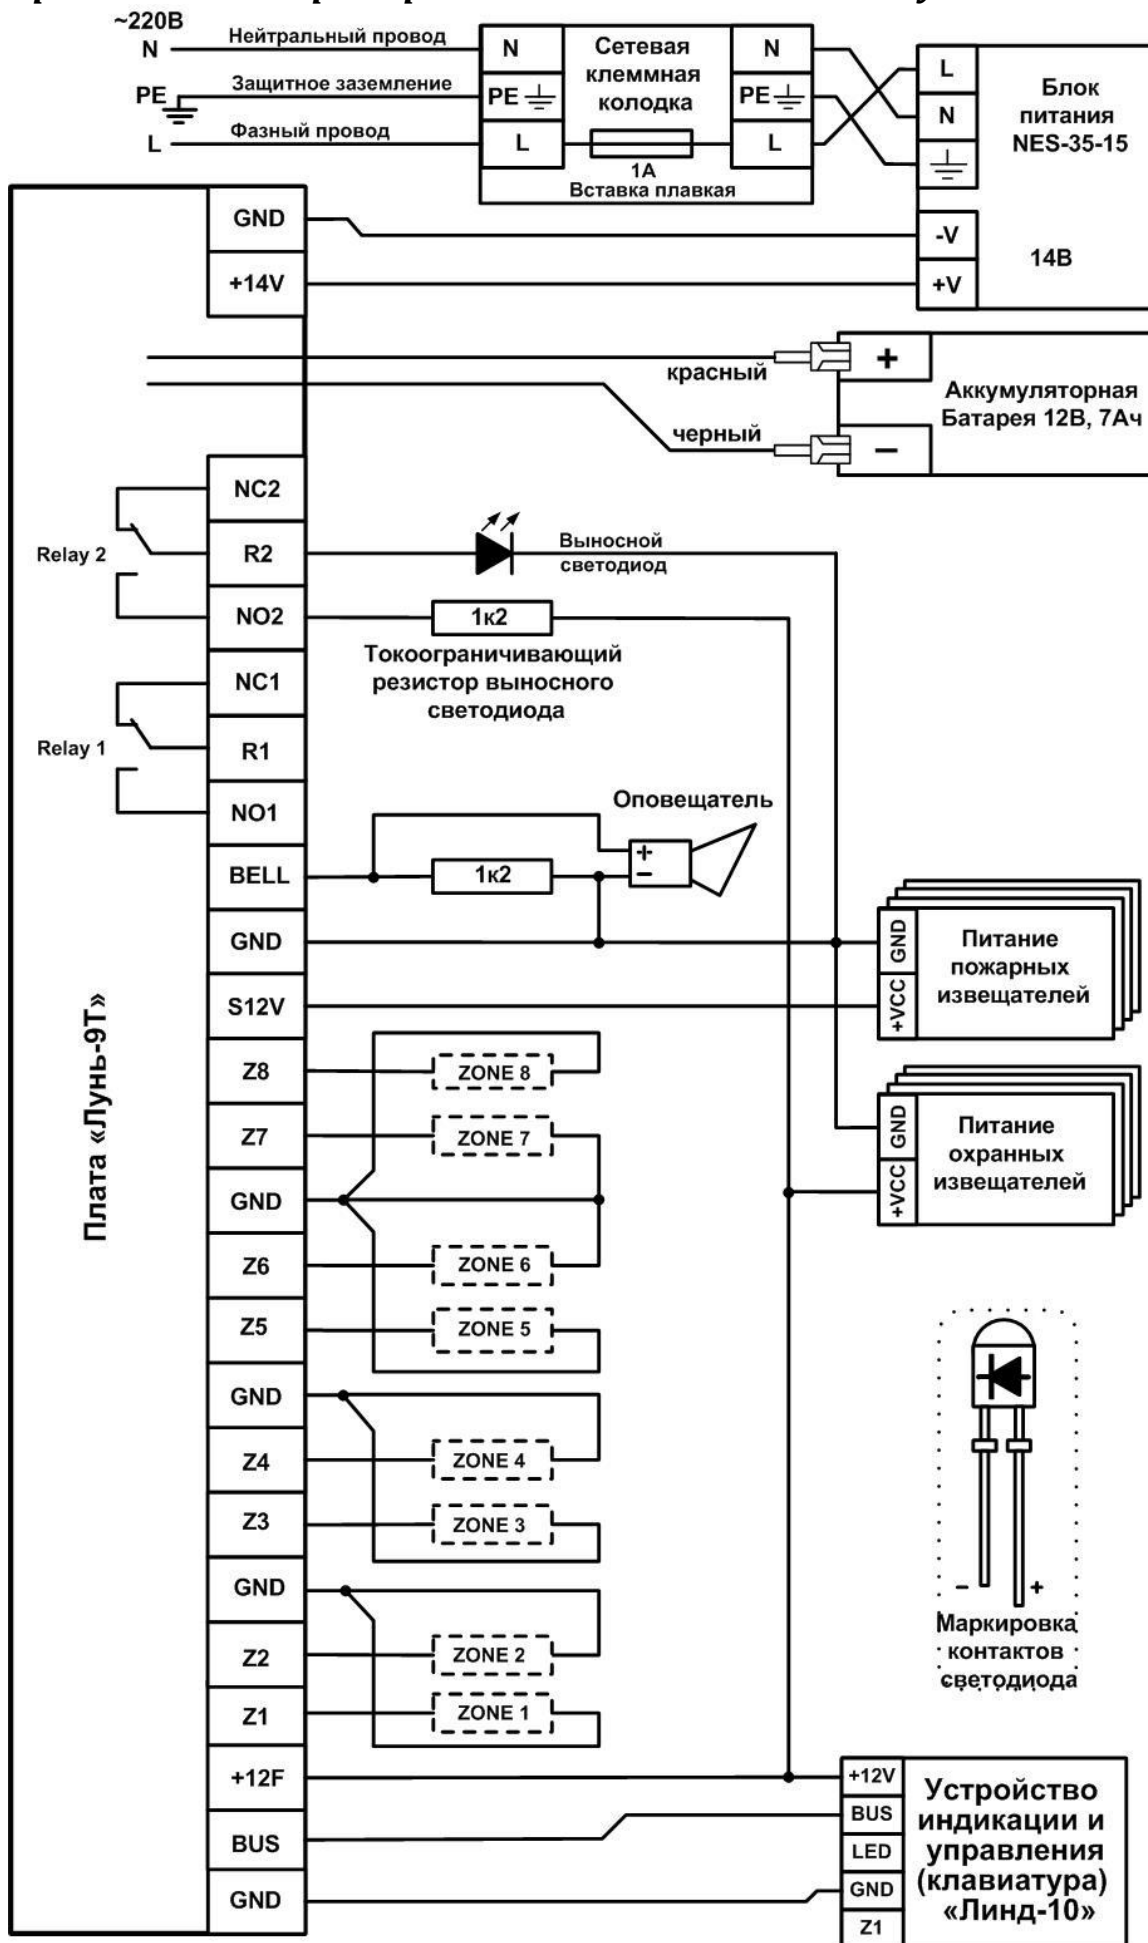 ~220В
N
Нейтральный провод
PE
Защитное заземление
L
Фазный провод
N
PE
L
Сетевая
клеммная
колодка
1А
Вставка плавкая
N
PE
L
L
N
Блок
питания
NES-35-15
-V
+V
14В
GND
+14V
красный
+
черный
−
Аккумуляторная
Батарея 12В, 7Ач
NC2
Relay 2
R2
Выносной
светодиод
NO2
1к2
Токоограничивающий
резистор выносного
светодиода
NC1
Relay 1
R1
NO1
Оповещатель
BELL
1к2
+
−
GND
S12V
GND
+VCC
Питание
пожарных
извещателей
Плата «Лунь-9Т»
Z8
ZONE 8
Z7
ZONE 7
GND
Z6
ZONE 6
Z5
ZONE 5
GND
+VCC
Питание
охранных
извещателей
GND
Z4
ZONE 4
Z3
ZONE 3
GND
Z2
ZONE 2
Z1
ZONE 1
− +
Маркировка
контактов
светодиода
+12F
BUS
GND
+12V
BUS
LED
GND
Z1
Устройство
индикации и
управления
(клавиатура)
«Линд-10»